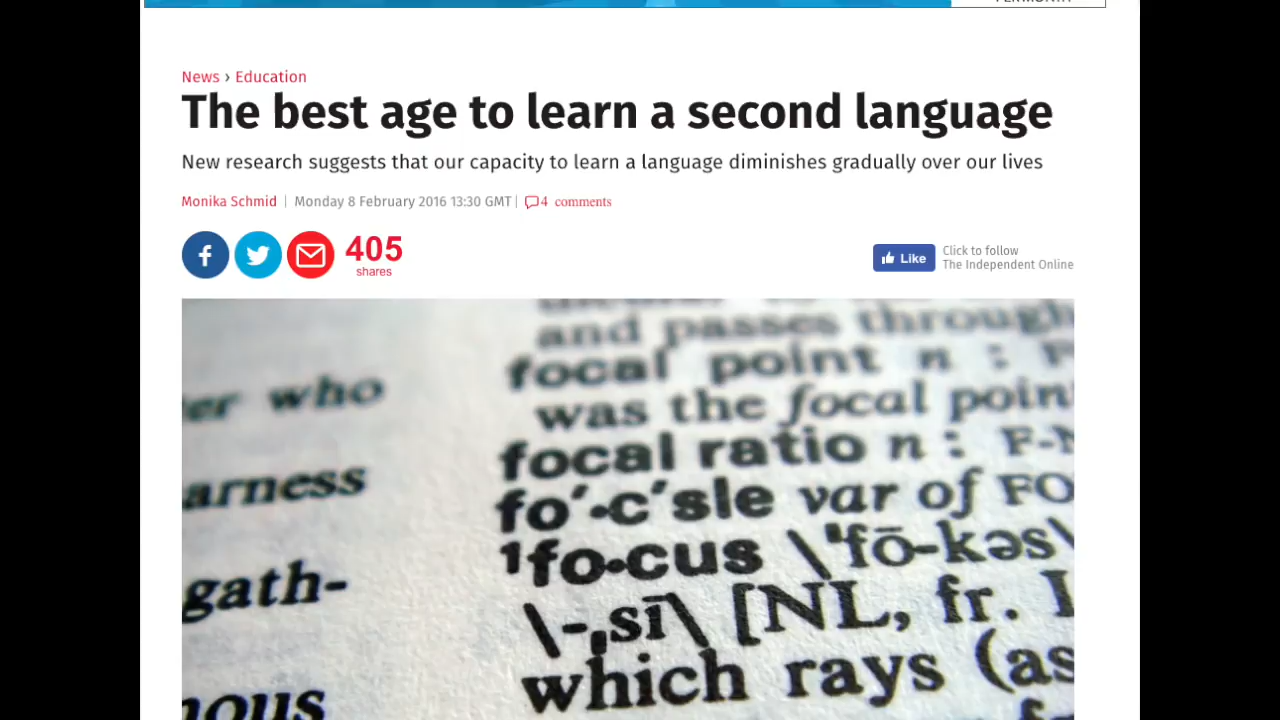 News › Education
The best age to learn a second language
New research suggests that our capacity to learn a language diminishes gradually over our lives
Monika Schmid | Monday 8 February 2016 13:30 GMT | 4 comments
405
shares
Like
Click to follow
The Independent Online
and passes through
focal point n :
er who
was the focal poin
focal ratio n : F-N
arness
fo'-c'sle var of FO
¹fo-cus \'fō-kəs\
gath-
\-ˌsī\ [NL, fr. L
which rays (as
nous